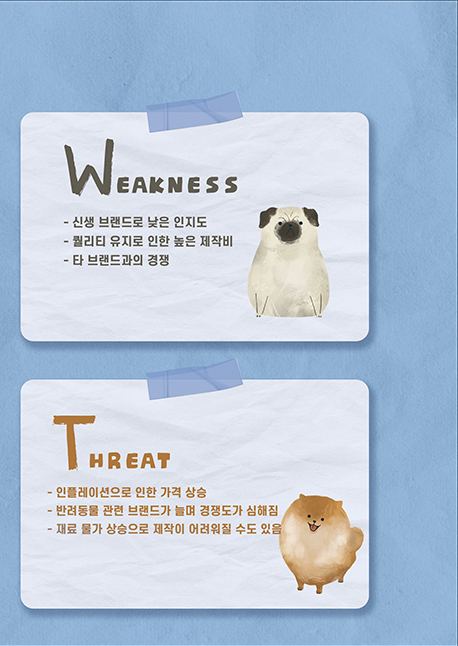 WEAKNESS
- 신생 브랜드로 낮은 인지도
- 퀄리티 유지로 인한 높은 제작비
- 타 브랜드과의 경쟁
THREAT
- 인플레이션으로 인한 가격 상승
- 반려동물 관련 브랜드가 늘며 경쟁도가 심해짐
- 재료 물가 상승으로 제작이 어려워질 수도 있음